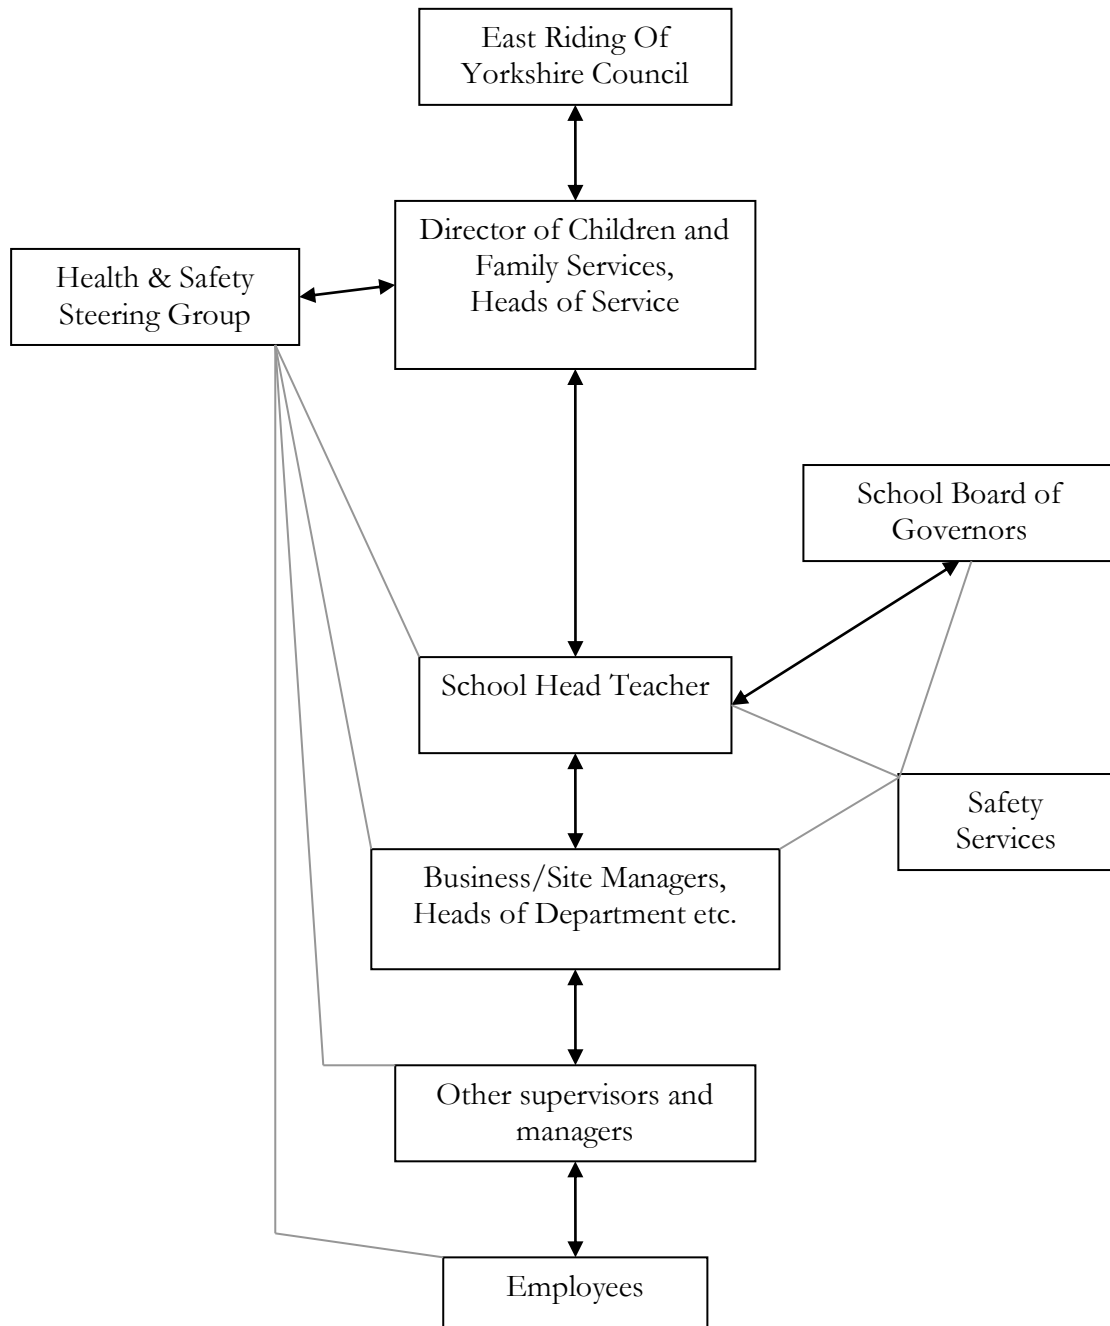 East Riding Of
Yorkshire Council
Director of Children and
Family Services,
Heads of Service
Health & Safety
Steering Group
School Board of
Governors
School Head Teacher
Safety
Services
Business/Site Managers,
Heads of Department etc.
Other supervisors and
managers
Employees